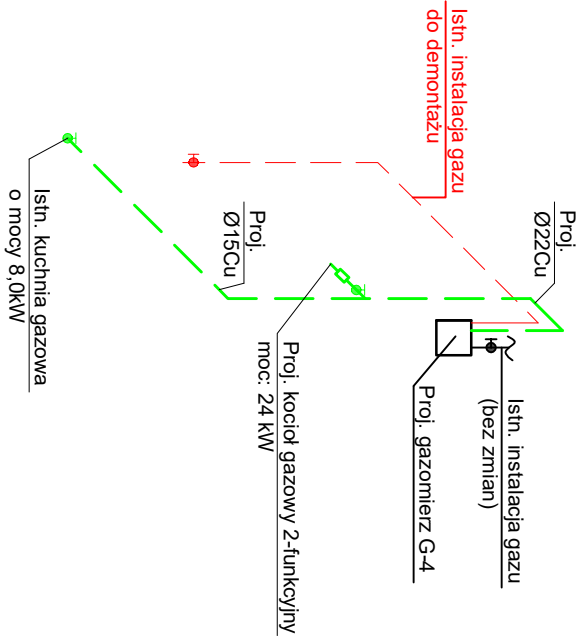 Istn. instalacja gazu
(bez zmian)
Proj.
Ø22Cu
Istn. instalacja gazu
do demontażu
Proj. gazomierz G-4
Proj. kocioł gazowy 2-funkcyjny
moc: 24 kW
Proj.
Ø15Cu
Istn. kuchnia gazowa
o mocy 8,0kW